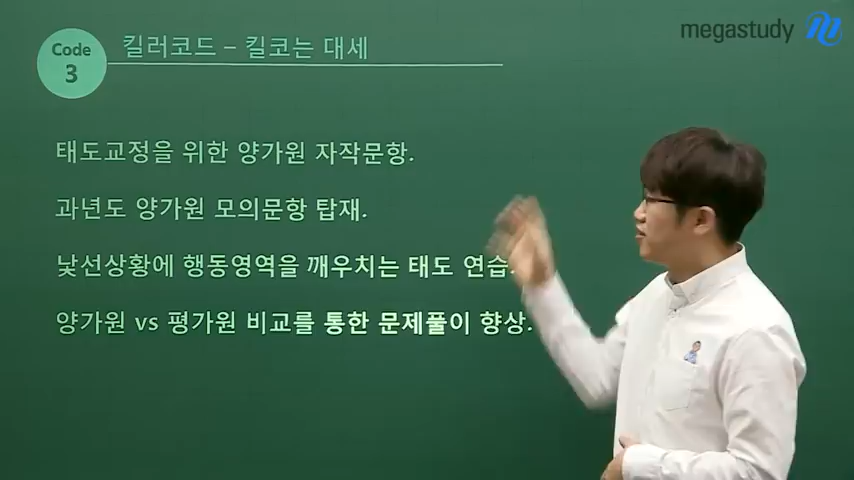 Code
3
킬러코드 – 킬코는 대세
megastudy
태도교정을 위한 양가원 자작문항.
과년도 양가원 모의문항 탑재.
낯선상황에 행동영역을 깨우치는 태도 연습.
양가원 vs 평가원 비교를 통한 문제풀이 향상.